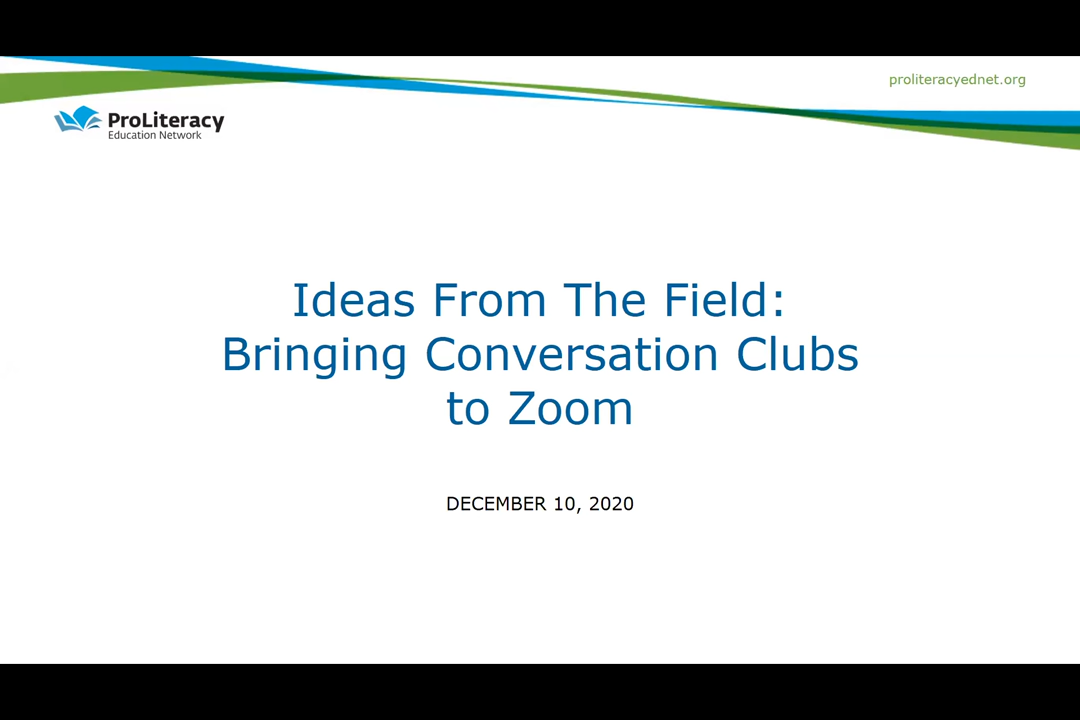 proliteracyednet.org
ProLiteracy
Education Network
Ideas From The Field:
Bringing Conversation Clubs
to Zoom
DECEMBER 10, 2020